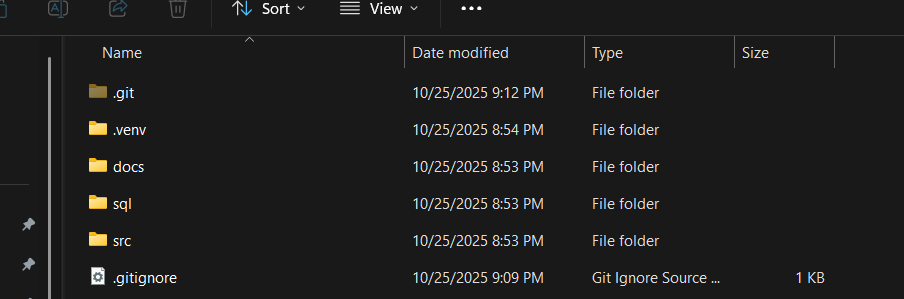 Sort View •••
Name Date modified Type Size
.git 10/25/2025 9:12 PM File folder
.venv 10/25/2025 8:54 PM File folder
docs 10/25/2025 8:53 PM File folder
sql 10/25/2025 8:53 PM File folder
src 10/25/2025 8:53 PM File folder
.gitignore 10/25/2025 9:09 PM Git Ignore Source ... 1 KB